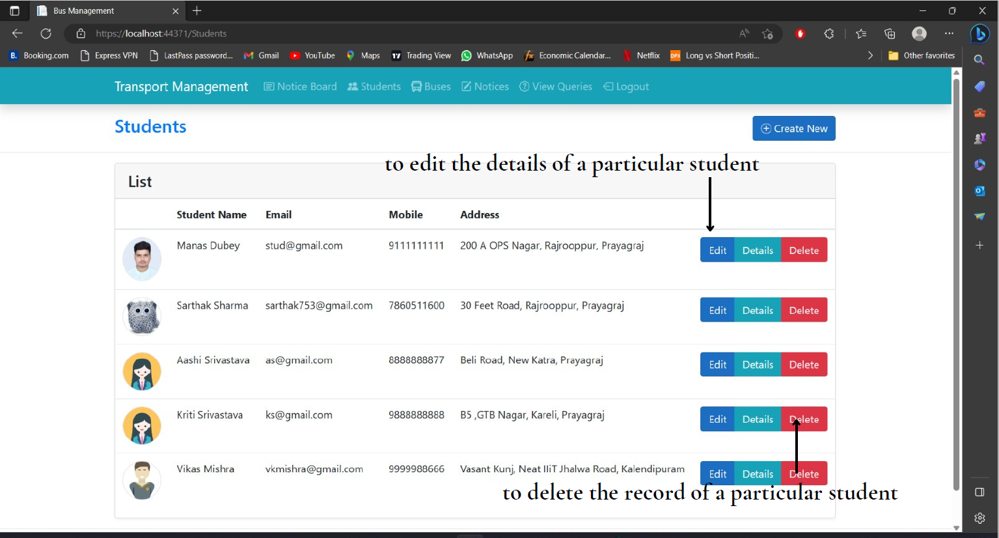 Bus Management
https://localhost:44371/Students
Booking.com Express VPN LastPass password... Gmail YouTube Maps Trading View WhatsApp Economic Calendar... Netflix Long vs Short Positi... Other favorites
Transport Management Notice Board Students Buses Notices View Queries Logout
Students Create New
to edit the details of a particular student
List
Student Name Email Mobile Address
Manas Dubey stud@gmail.com 9111111111 200 A OPS Nagar, Rajrooppur, Prayagraj Edit Details Delete
Sarthak Sharma sarthak753@gmail.com 7860511600 30 Feet Road, Rajrooppur, Prayagraj Edit Details Delete
Aashi Srivastava as@gmail.com 8888888877 Beli Road, New Katra, Prayagraj Edit Details Delete
Kriti Srivastava ks@gmail.com 9888888888 B5 ,GTB Nagar, Kareli, Prayagraj Edit Details Delete
Vikas Mishra vkmishra@gmail.com 9999988666 Vasant Kunj, Neat IIiT Jhalwa Road, Kalendipuram Edit Details Delete
to delete the record of a particular student